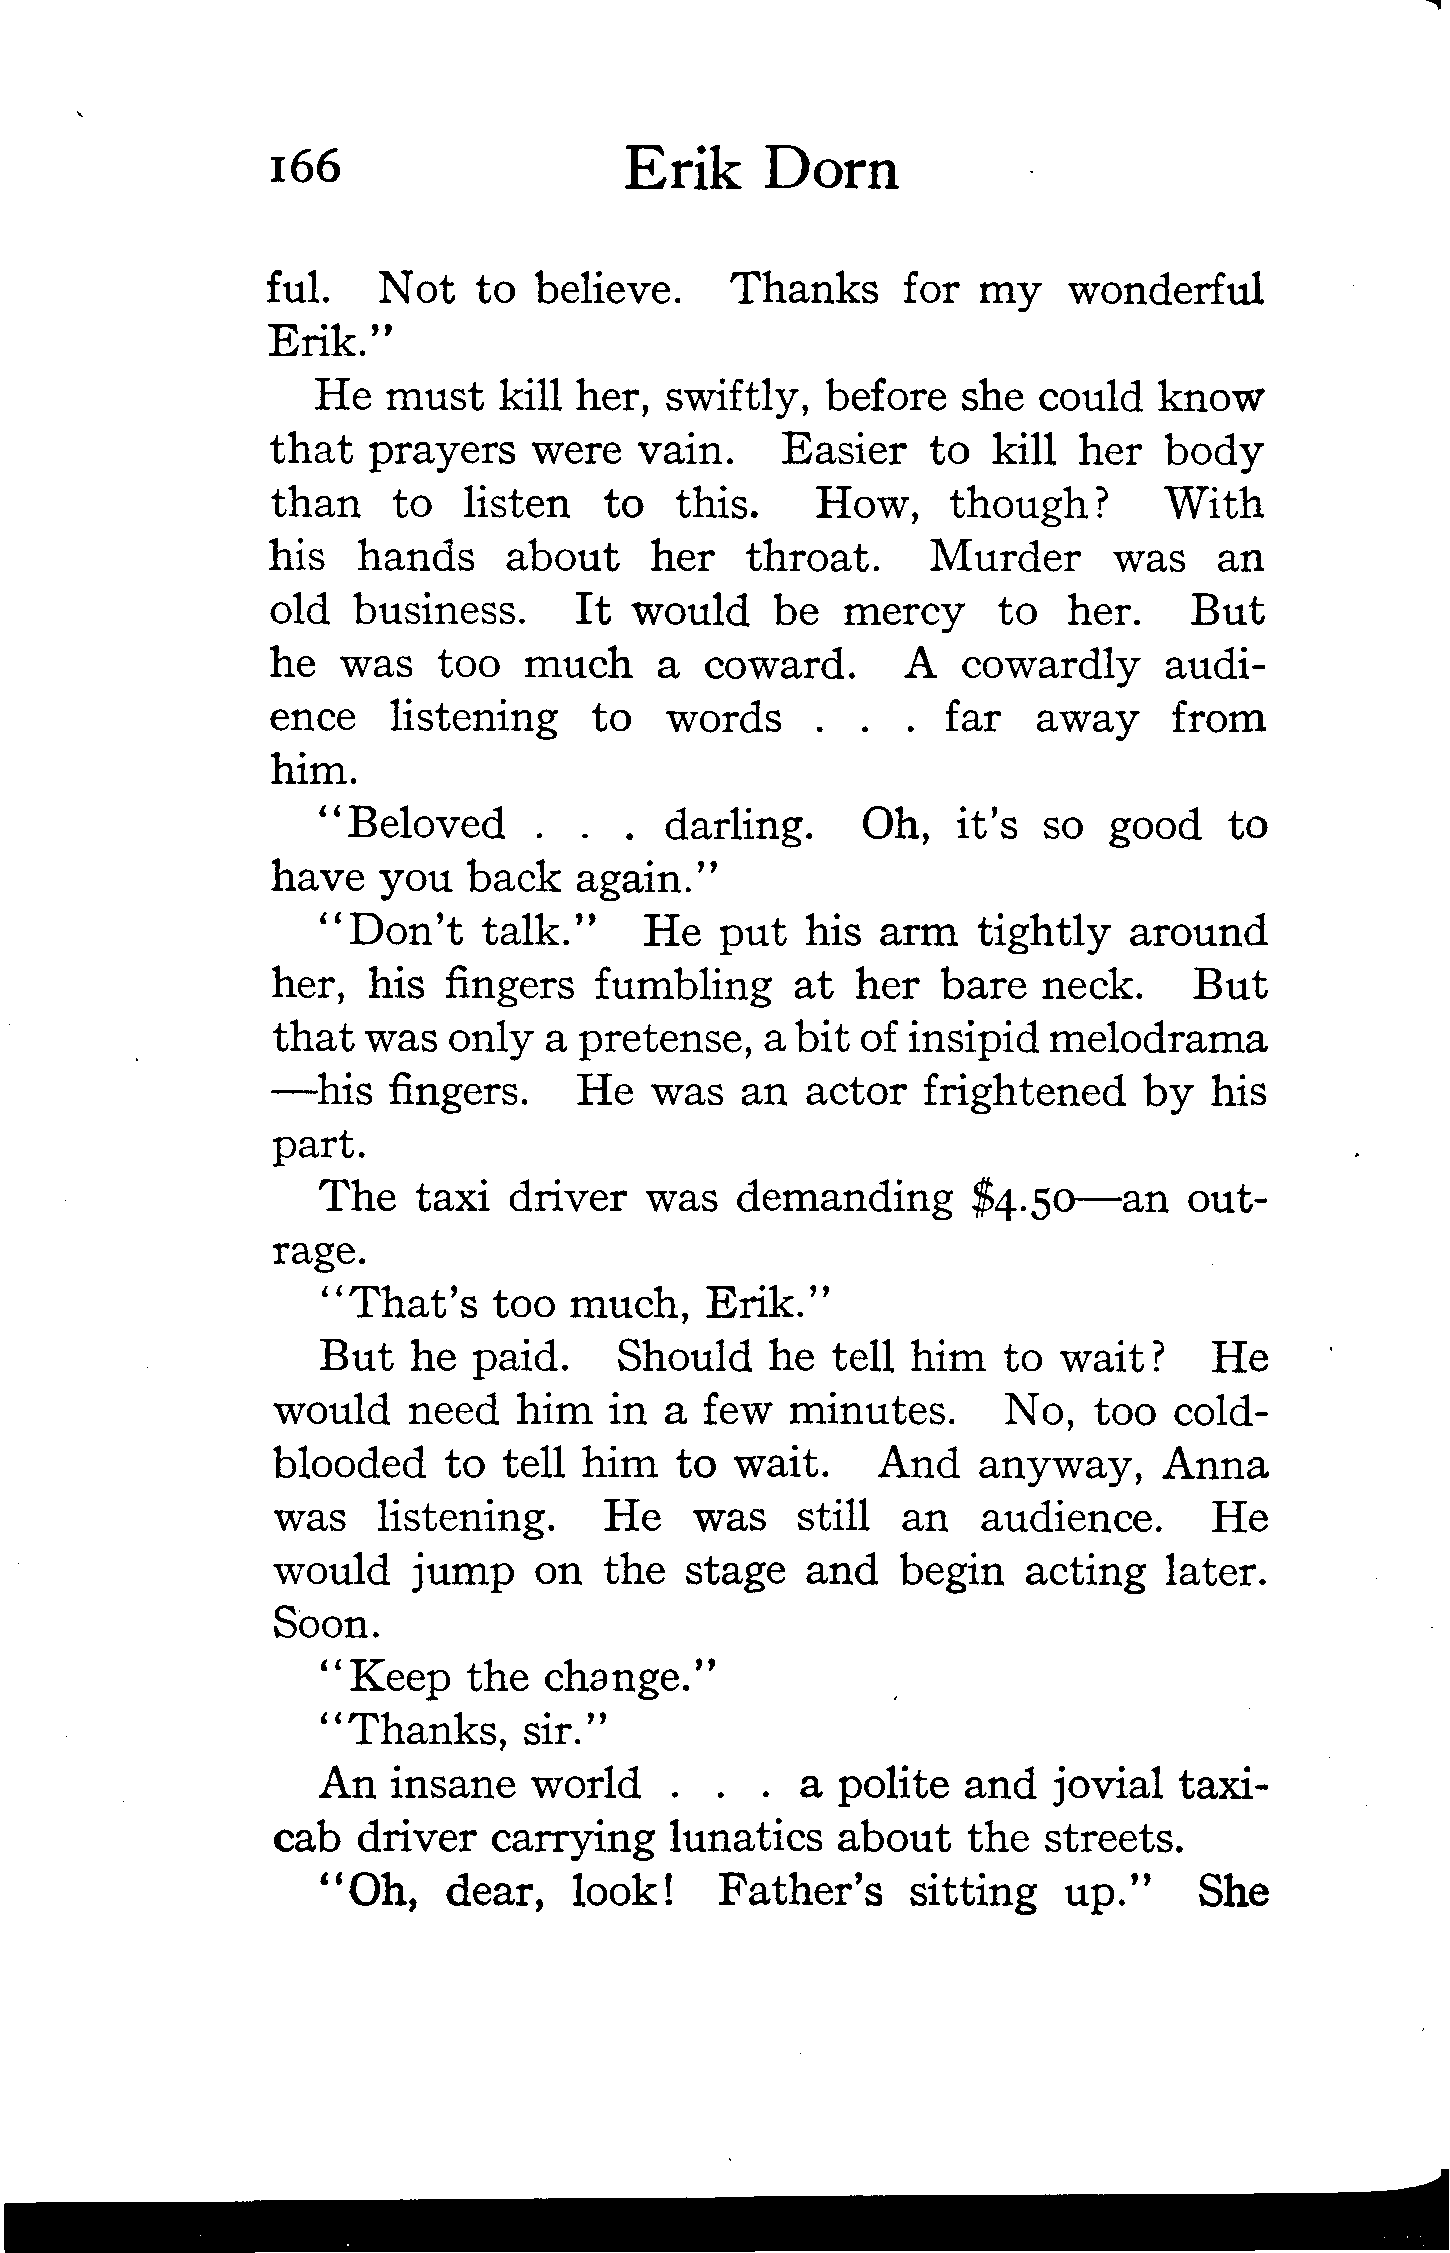 166 Erik Dorn
ful. Not to believe. Thanks for my wonderful
Erik."
He must kill her, swiftly, before she could know
that prayers were vain. Easier to kill her body
than to listen to this. How, though? With
his hands about her throat. Murder was an
old business. It would be mercy to her. But
he was too much a coward. A cowardly audi-
ence listening to words . . . far away from
him.
"Beloved . . . darling. Oh, it's so good to
have you back again."
"Don't talk." He put his arm tightly around
her, his fingers fumbling at her bare neck. But
that was only a pretense, a bit of insipid melodrama
—his fingers. He was an actor frightened by his
part.
The taxi driver was demanding $4.50—an out-
rage.
"That's too much, Erik."
But he paid. Should he tell him to wait? He
would need him in a few minutes. No, too cold-
blooded to tell him to wait. And anyway, Anna
was listening. He was still an audience. He
would jump on the stage and begin acting later.
Soon.
"Keep the change."
"Thanks, sir."
An insane world . . . a polite and jovial taxi-
cab driver carrying lunatics about the streets.
"Oh, dear, look! Father's sitting up." She